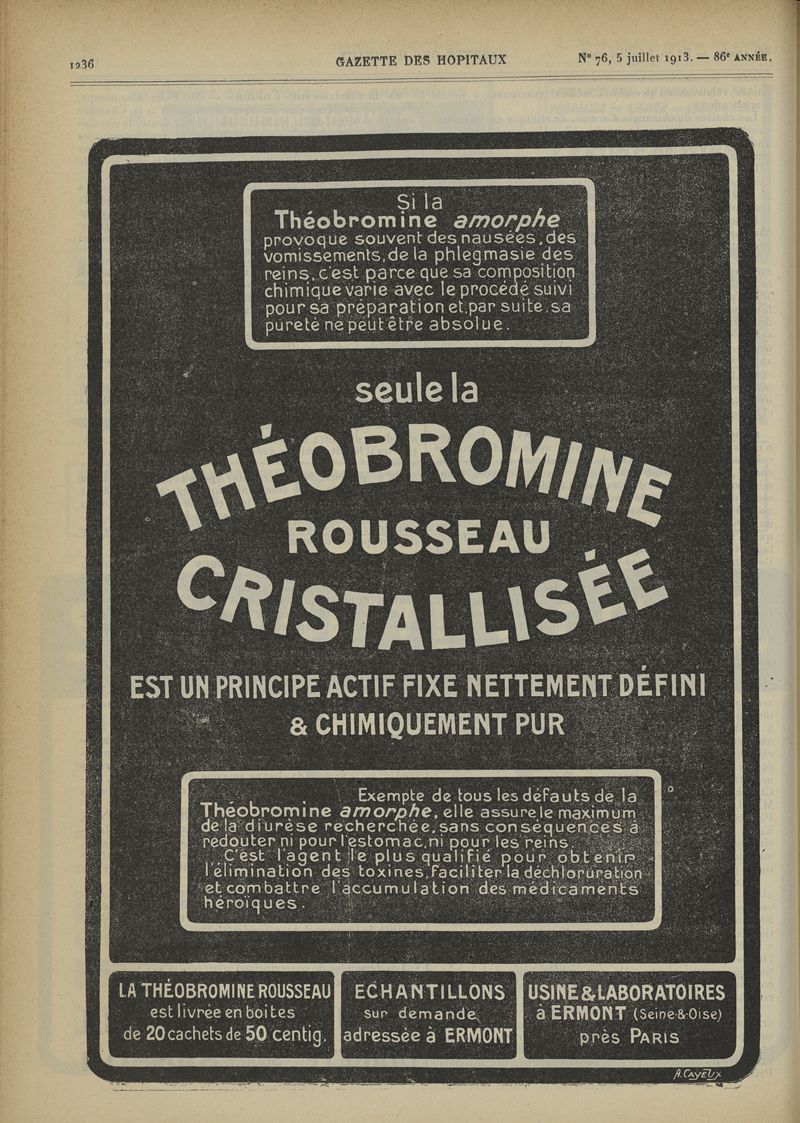 1236
GAZETTE DES HOPITAUX
Nº 76, 5 juillet 1913. — 86e ANNÉE.
Si la
Théobromine amorphe
provoque souvent des nausées, des
vomissements, de la phlegmasie des
reins, c'est parce que sa composition
chimique varie avec le procédé suivi
pour sa préparation et, par suite, sa
pureté ne peut être absolue.
seule la
THÉOBROMINE
ROUSSEAU
CRISTALLISÉE
EST UN PRINCIPE ACTIF FIXE NETTEMENT DÉFINI
& CHIMIQUEMENT PUR
Exempte de tous les défauts de la
Théobromine amorphe, elle assure le maximum
de la diurèse recherchée, sans conséquences à
redouter ni pour l'estomac, ni pour les reins.
C'est l'agent le plus qualifié pour obtenir
l'élimination des toxines, faciliter la déchloruration
et combattre l'accumulation des médicaments
héroïques.
LA THÉOBROMINE ROUSSEAU
est livrée en boites
de 20 cachets de 50 centig.
ECHANTILLONS
sur demande
adressée à ERMONT
USINE & LABORATOIRES
à ERMONT (Seine-&-Oise)
près PARIS
A. CAYEUX